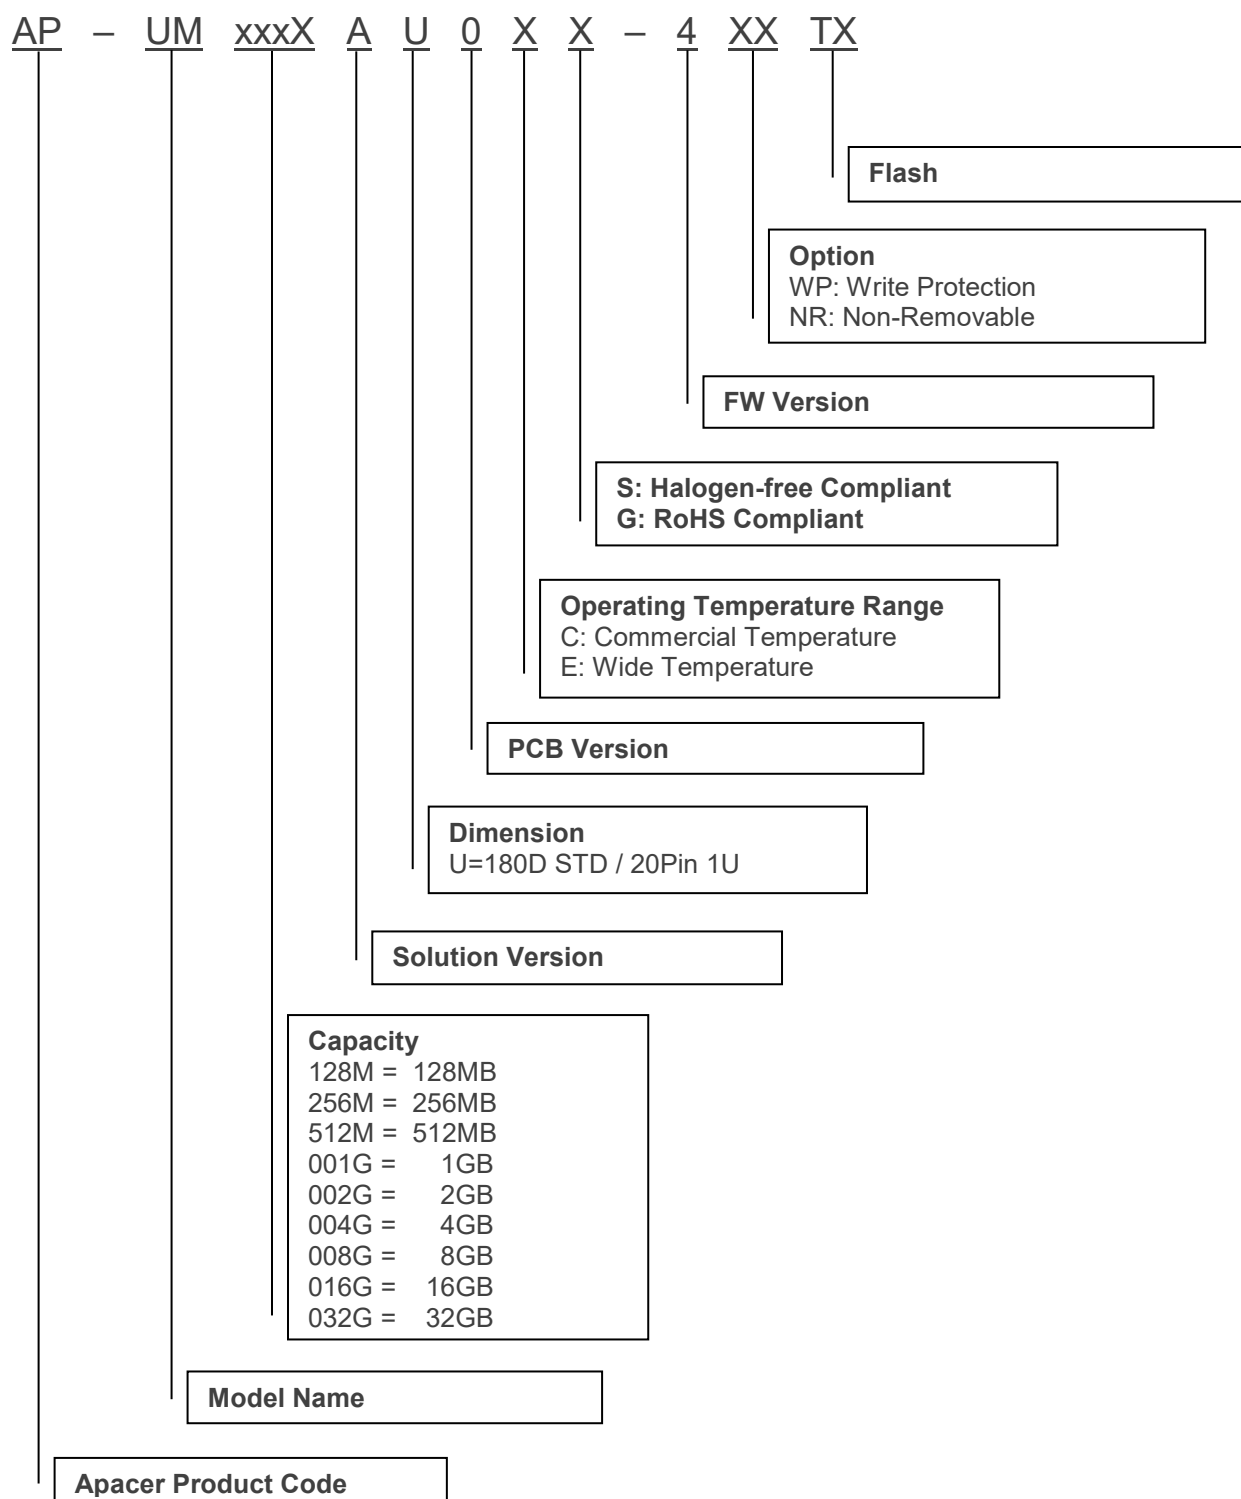 AP – UM xxxX A U 0 X X – 4 XX TX
Flash
Option
WP: Write Protection
NR: Non-Removable
FW Version
S: Halogen-free Compliant
G: RoHS Compliant
Operating Temperature Range
C: Commercial Temperature
E: Wide Temperature
PCB Version
Dimension
U=180D STD / 20Pin 1U
Solution Version
Capacity
128M = 128MB
256M = 256MB
512M = 512MB
001G = 1GB
002G = 2GB
004G = 4GB
008G = 8GB
016G = 16GB
032G = 32GB
Model Name
Apacer Product Code